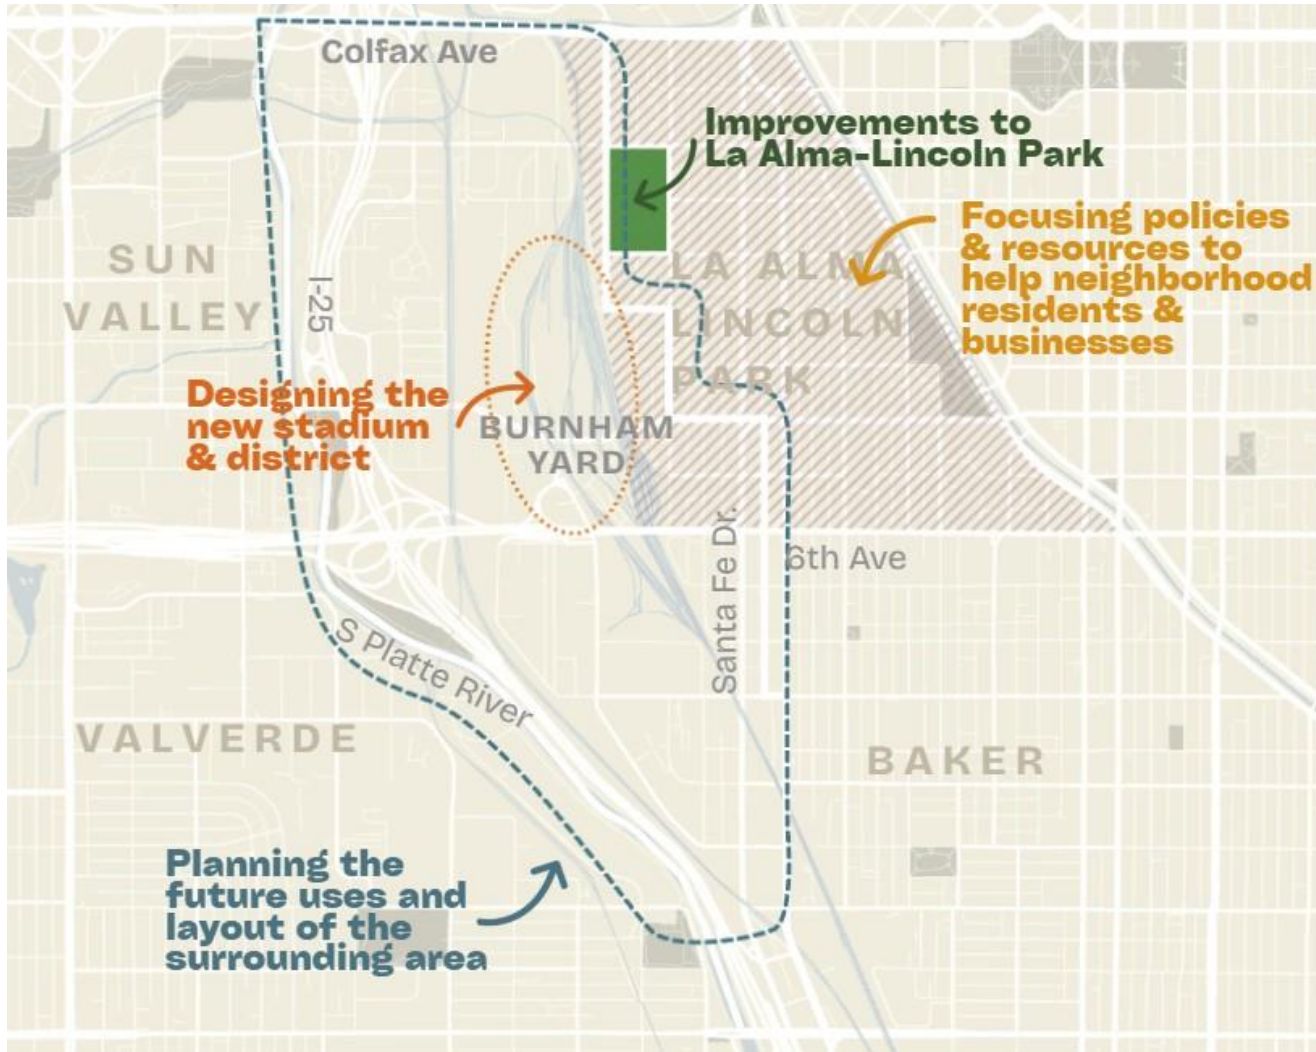 Colfax Ave
Improvements to
La Alma-Lincoln Park
Focusing policies
& resources to
help neighborhood
residents &
businesses
SUN
VALLEY
I-25
LA ALMA
LINCOLN
PARK
Designing the
new stadium
& district
BURNHAM
YARD
Santa Fe Dr.
6th Ave
S Platte River
VALVERDE
BAKER
Planning the
future uses and
layout of the
surrounding area